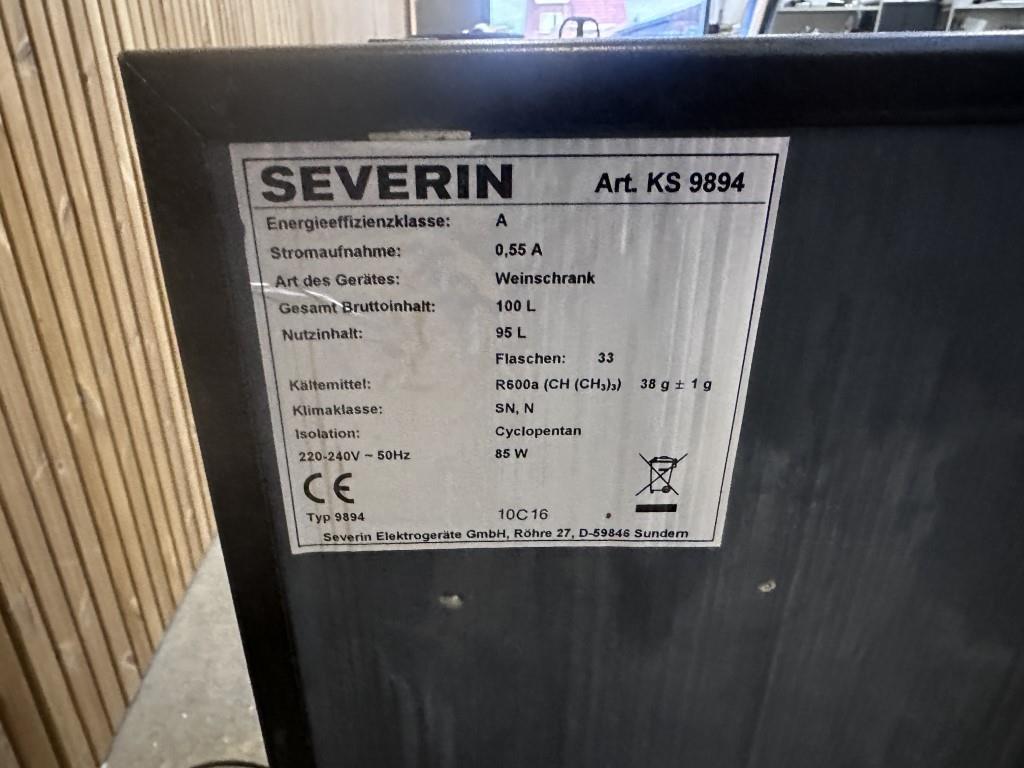 SEVERIN Art. KS 9894
Energieeffizienzklasse: A
Stromaufnahme: 0,55 A
Art des Gerätes: Weinschrank
Gesamt Bruttoinhalt: 100 L
Nutzinhalt: 95 L
Flaschen: 33
Kältemittel: R600a (CH (CH₃)₃) 38 g ± 1 g
Klimaklasse: SN, N
Isolation: Cyclopentan
220-240V ~ 50Hz 85 W
CE
Typ 9894 10C16
Severin Elektrogeräte GmbH, Röhre 27, D-59846 Sundern